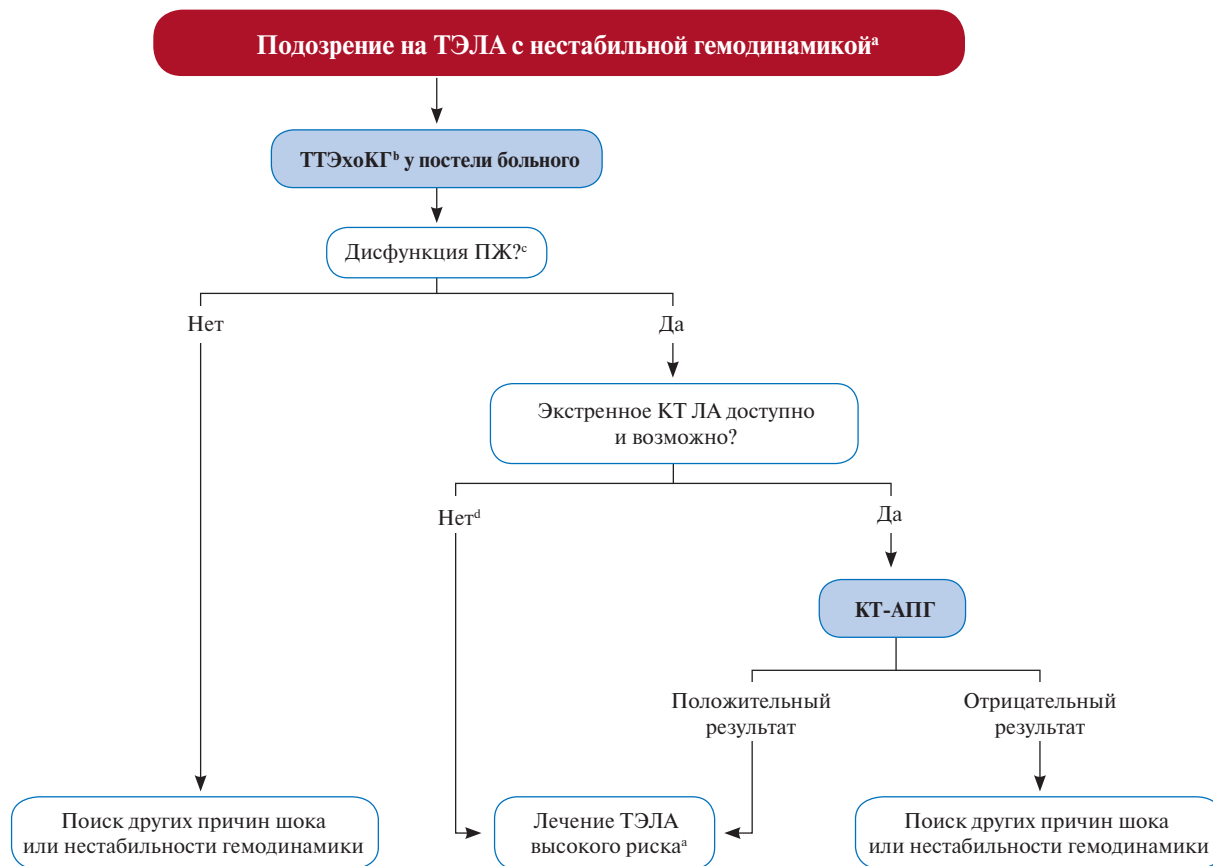 Подозрение на ТЭЛА с нестабильной гемодинамикойᵃ
ТТЭхоКГᵇ у постели больного
Дисфункция ПЖ?ᶜ
Нет
Да
Экстренное КТ ЛА доступно
и возможно?
Нетᵈ
Да
КТ-АПГ
Положительный
результат
Отрицательный
результат
Поиск других причин шока
или нестабильности гемодинамики
Лечение ТЭЛА
высокого рискаᵃ
Поиск других причин шока
или нестабильности гемодинамики